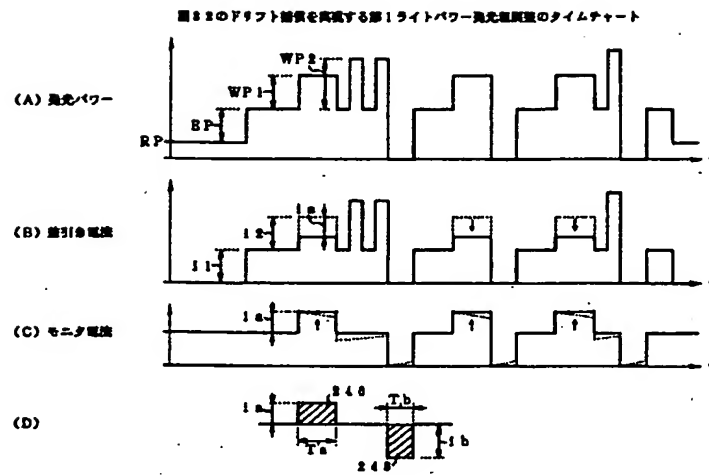 図32のドリフト補償を実現する第1ライトパワー発光粗調整のタイムチャート
(A) 発光パワー
WP2
WP1
EP
RP
(B) 差引き電流
Ia
I2
I1
(C) モニタ電流
Ia
(D)
Ia
246
Tb
Ta
Ib
248